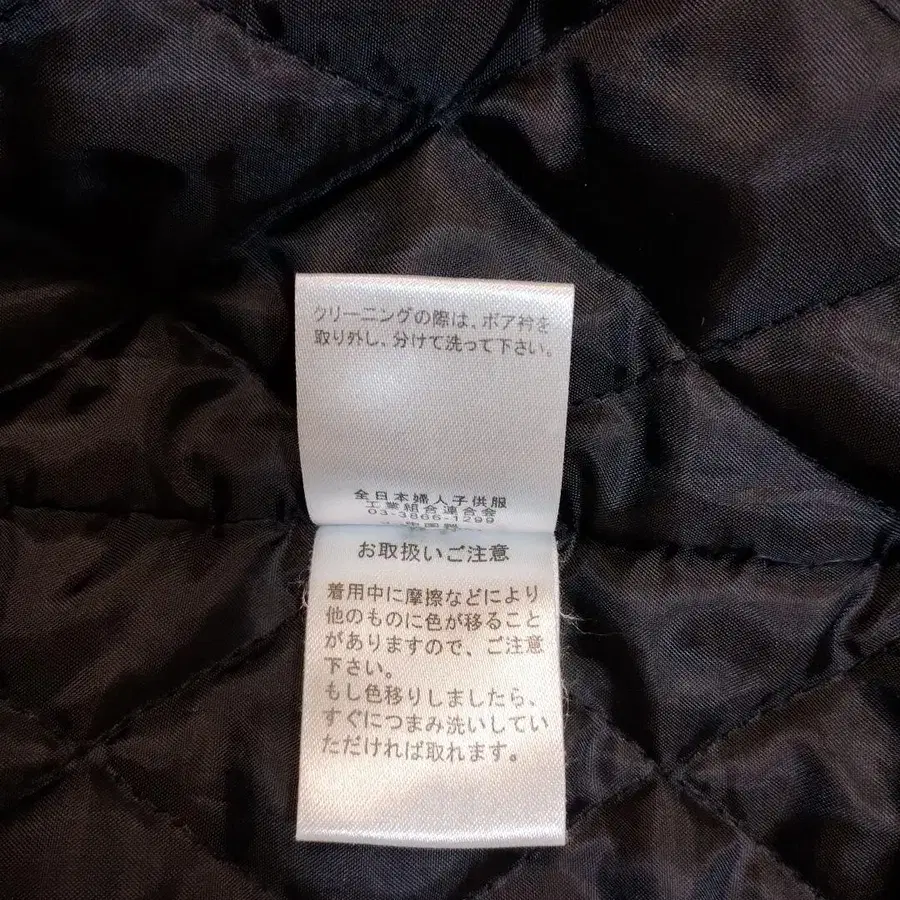 クリーニングの際は、ボア衿を
取り外し、分けて洗って下さい。
全日本婦人子供服
工業組合連合会
03-3866-1299
お取扱いご注意
着用中に摩擦などにより
他のものに色が移ること
がありますので、ご注意
下さい。
もし色移りしましたら、
すぐにつまみ洗いしてい
ただければ取れます。